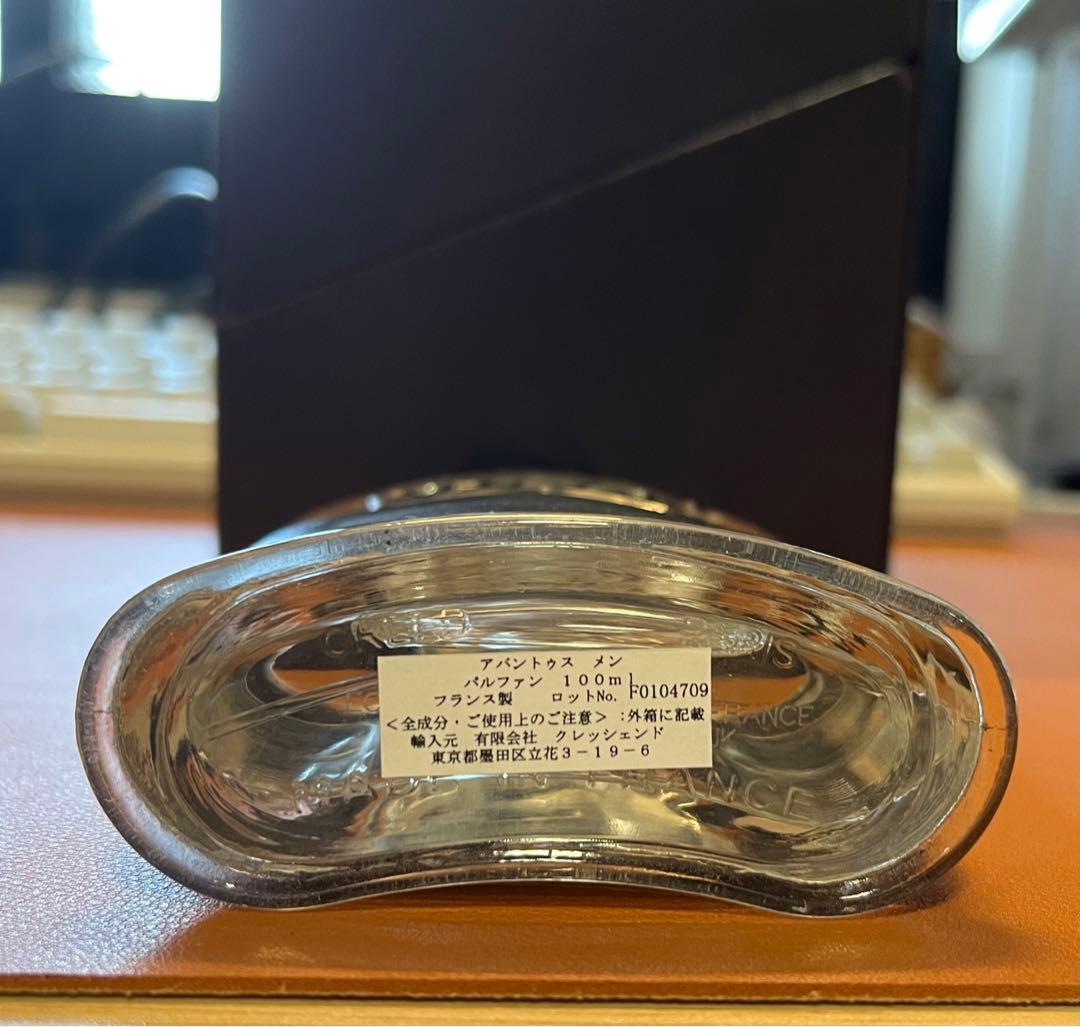 アバントゥス メン
パルファン 100ml
フランス製 ロットNo. F0104709
<全成分・ご使用上のご注意> :外箱に記載
輸入元 有限会社 クレッシェンド
東京都墨田区立花3-19-6
FRANCE
FRANCE